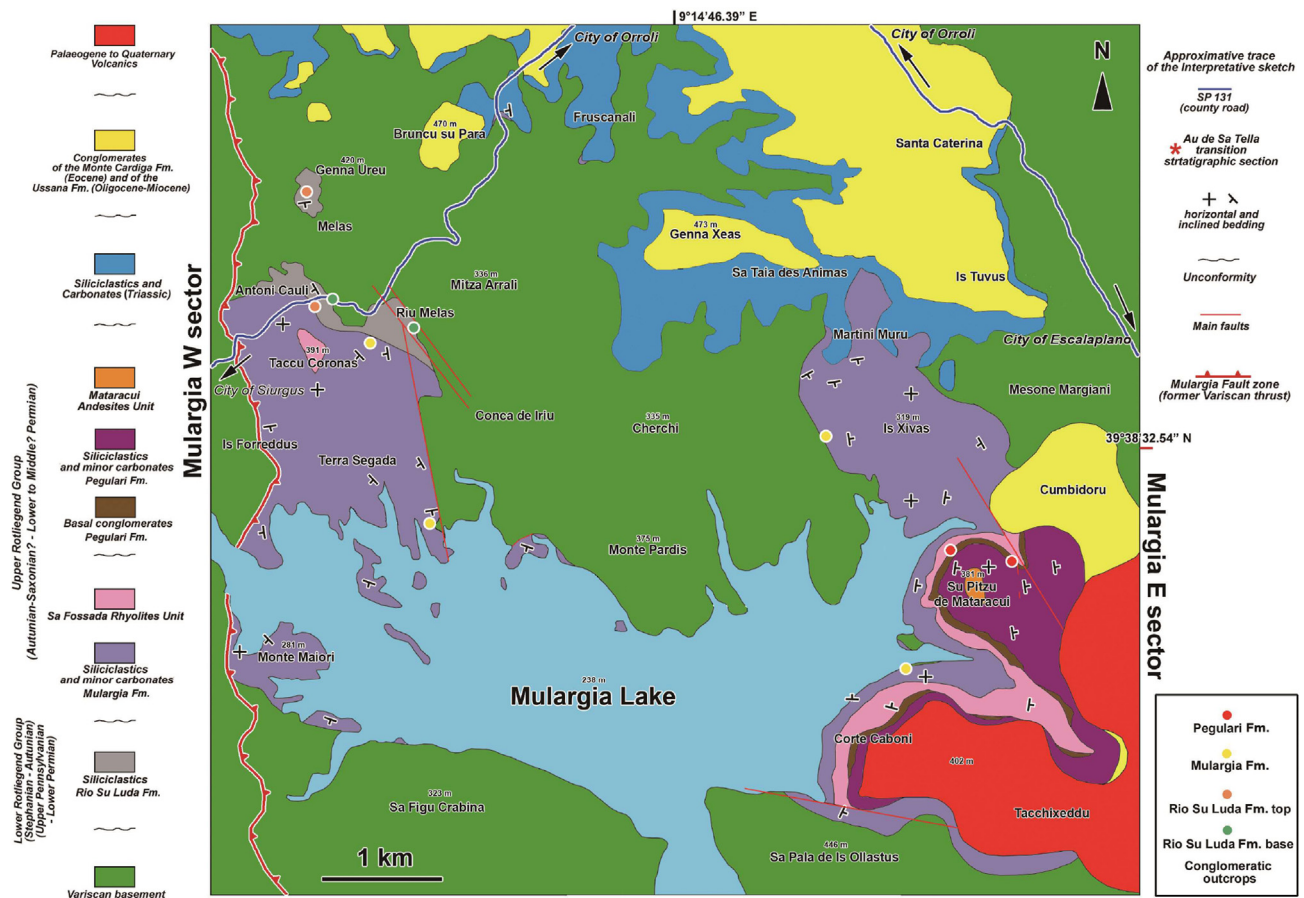 9°14'46.39" E
Palaeogene to Quaternary
Volcanics
Conglomerates
of the Monte Cardiga Fm.
(Eocene) and of the
Ussana Fm. (Oligocene-Miocene)
Siliciclastics and
Carbonates (Triassic)
Mataracui
Andesites Unit
Siliciclastics
and minor carbonates
Pegulari Fm.
Basal conglomerates
Pegulari Fm.
Sa Fossada Rhyolites Unit
Siliciclastics
and minor carbonates
Mulargia Fm.
Siliciclastics
Rio Su Luda Fm.
Variscan basement
Upper Rotliegend Group
(Autunian-Saxonian? - Lower to Middle? Permian)
Lower Rotliegend Group
(Stephanian - Autunian)
(Upper Pennsylvanian
- Lower Permian)
Mulargia W sector
City of Orroli
City of Orroli
N
Fruscanali
470 m
Bruncu su Para
Santa Caterina
420 m
Genna Ureu
Melas
473 m
Genna Xeas
Sa Taia des Animas
Is Tuvus
336 m
Mitza Arrali
Antoni Cauli
Riu Melas
Martini Muru
City of Escalaplano
391 m
Taccu Coronas
City of Siurgus
Mesone Margiani
Conca de Iriu
335 m
Cherchi
319 m
Is Xivas
Is Forreddus
Terra Segada
39°38'32.54" N
Cumbidoru
375 m
Monte Pardis
381 m
Su Pitzu
de Mataracui
281 m
Monte Maiori
238 m
Mulargia Lake
Corte Caboni
402 m
Tacchixeddu
323 m
Sa Figu Crabina
446 m
Sa Pala de Is Ollastus
1 km
Mulargia E sector
Approximative trace
of the Interpretative sketch
SP 131
(county road)
Au de Sa Tella
transition
strtatigraphic section
horizontal and
inclined bedding
Unconformity
Main faults
Mulargia Fault zone
(former Variscan thrust)
Pegulari Fm.
Mulargia Fm.
Rio Su Luda Fm. top
Rio Su Luda Fm. base
Conglomeratic
outcrops